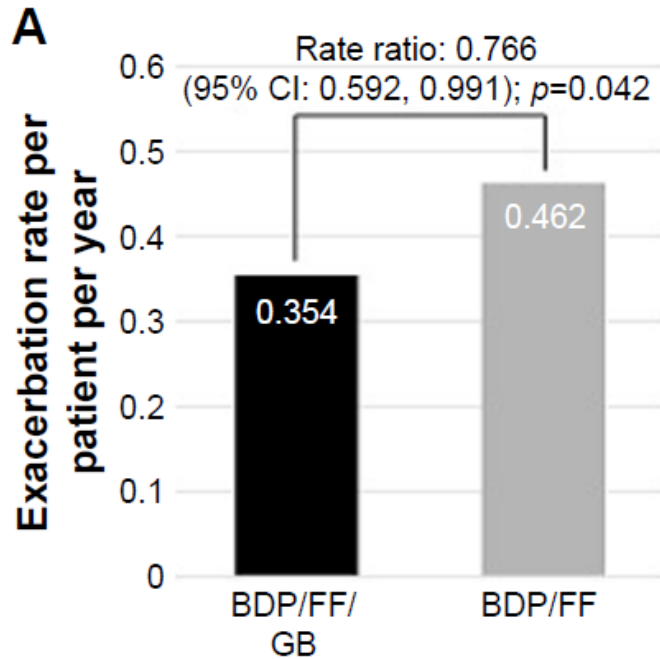 A
Rate ratio: 0.766
(95% CI: 0.592, 0.991); p=0.042
Exacerbation rate per
patient per year
0.6
0.5
0.4
0.3
0.2
0.1
0
0.354
0.462
BDP/FF/
GB
BDP/FF